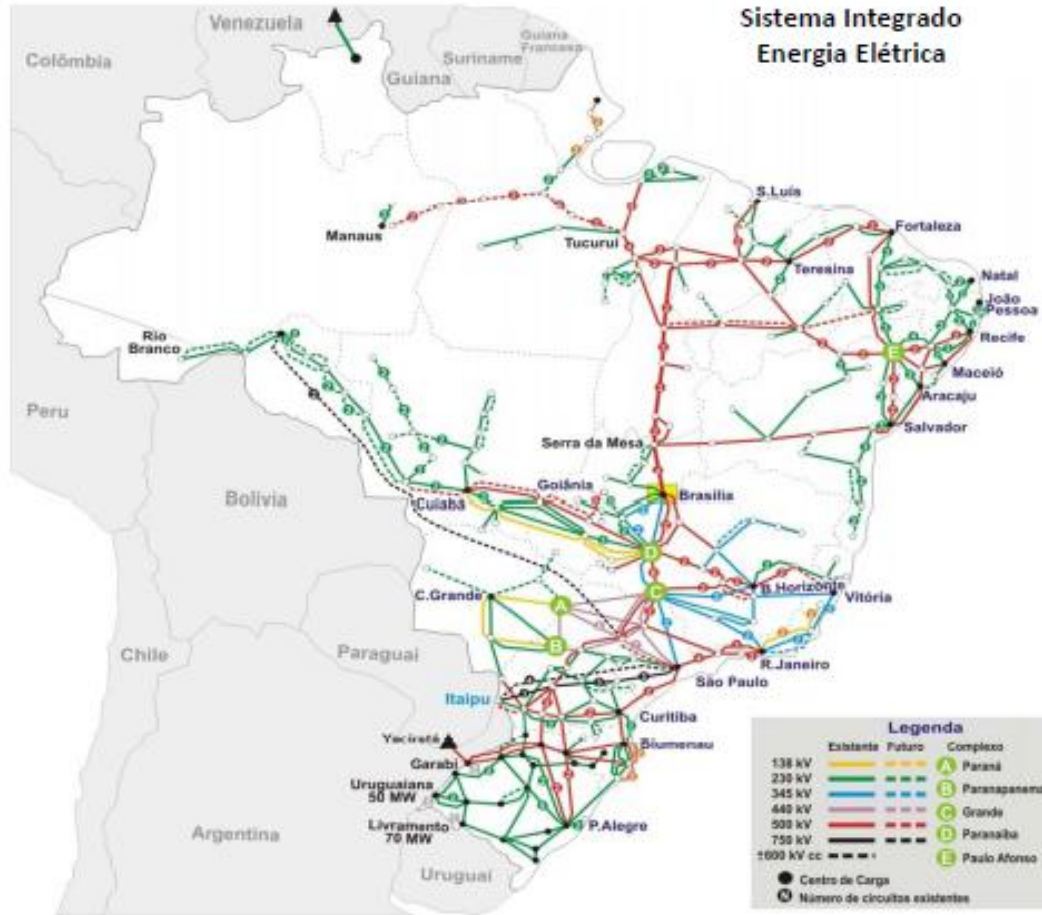 Sistema Integrado
Energia Elétrica
Venezuela
Colômbia
Guiana
Suriname
Guiana
Francesa
Manaus
Tucuruí
S.Luís
Fortaleza
Teresina
Natal
João
Pessoa
Recife
Maceió
Aracaju
Salvador
E
Rio
Branco
Peru
Serra da Mesa
Bolivia
Cuiabá
Goiânia
Brasília
D
C
B.Horizonte
Vitória
C.Grande
A
B
Chile
Paraguai
R.Janeiro
São Paulo
Itaipu
Curitiba
Blumenau
Yaciretá
Garabi
Uruguaiana
50 MW
Livramento
70 MW
P.Alegre
Argentina
Uruguai
Legenda
Existente Futuro Complexo
138 kV A Paraná
230 kV B Paranapanema
345 kV C Grande
440 kV
500 kV D Paranaíba
750 kV
±600 kV cc E Paulo Afonso
Centro de Carga
N Número de circuitos existentes